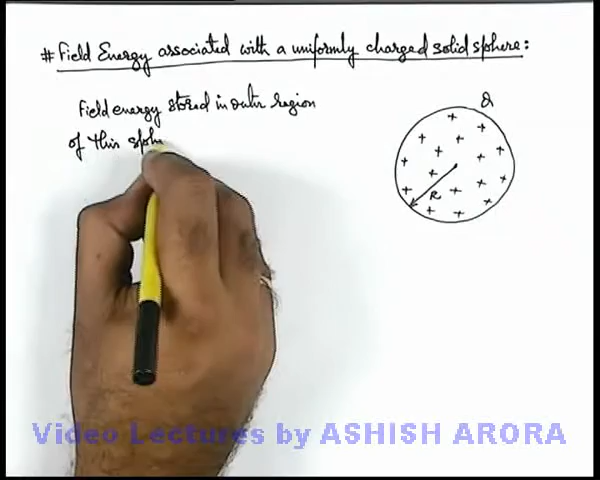 # Field Energy associated with a uniformly charged solid sphere:
Field energy stored in outer region
of this sphe
Q
R
Video Lectures by ASHISH ARORA